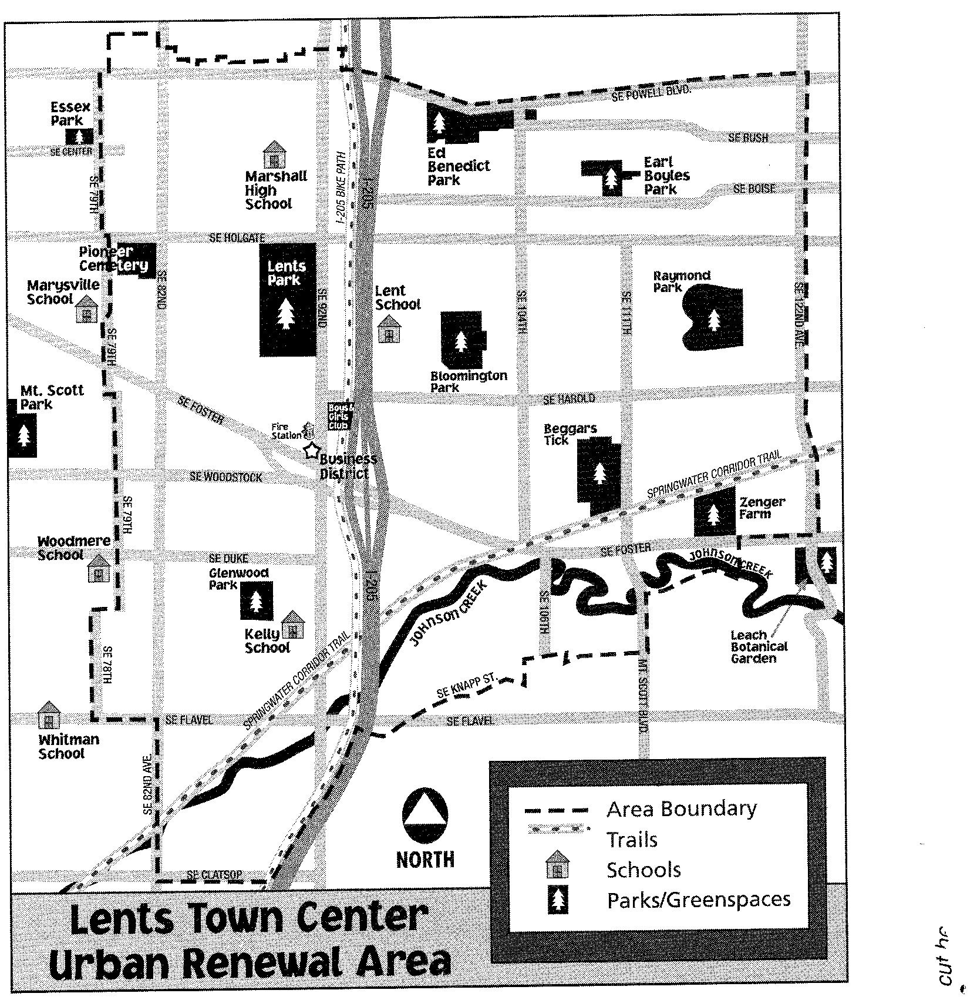 SE POWELL BLVD.
Essex
Park
SE CENTER
SE BUSH
Marshall
High
School
I-205 BIKE PATH
I-205
Ed
Benedict
Park
Earl
Boyles
Park
SE BOISE
SE 79TH
SE HOLGATE
Pioneer
Cemetery
Marysville
School
SE 82ND
Lents
Park
SE 92ND
Lent
School
SE 104TH
SE 111TH
Raymond
Park
SE 122ND AVE.
SE 79TH
Bloomington
Park
Mt. Scott
Park
SE FOSTER
SE HAROLD
Boys &
Girls
Club
Fire
Station
Business
District
Beggars
Tick
SPRINGWATER CORRIDOR TRAIL
SE WOODSTOCK
SE 79TH
Zenger
Farm
Woodmere
School
SE DUKE
SE FOSTER
JOHNSON CREEK
Glenwood
Park
I-205
JOHNSON CREEK
SE 106TH
Kelly
School
SPRINGWATER CORRIDOR TRAIL
Leach
Botanical
Garden
SE 78TH
SE KNAPP ST.
MT. SCOTT BLVD.
SE FLAVEL
SE FLAVEL
Whitman
School
SE 82ND AVE.
NORTH
SE CLATSOP
Area Boundary
Trails
Schools
Parks/Greenspaces
Lents Town Center
Urban Renewal Area
cut